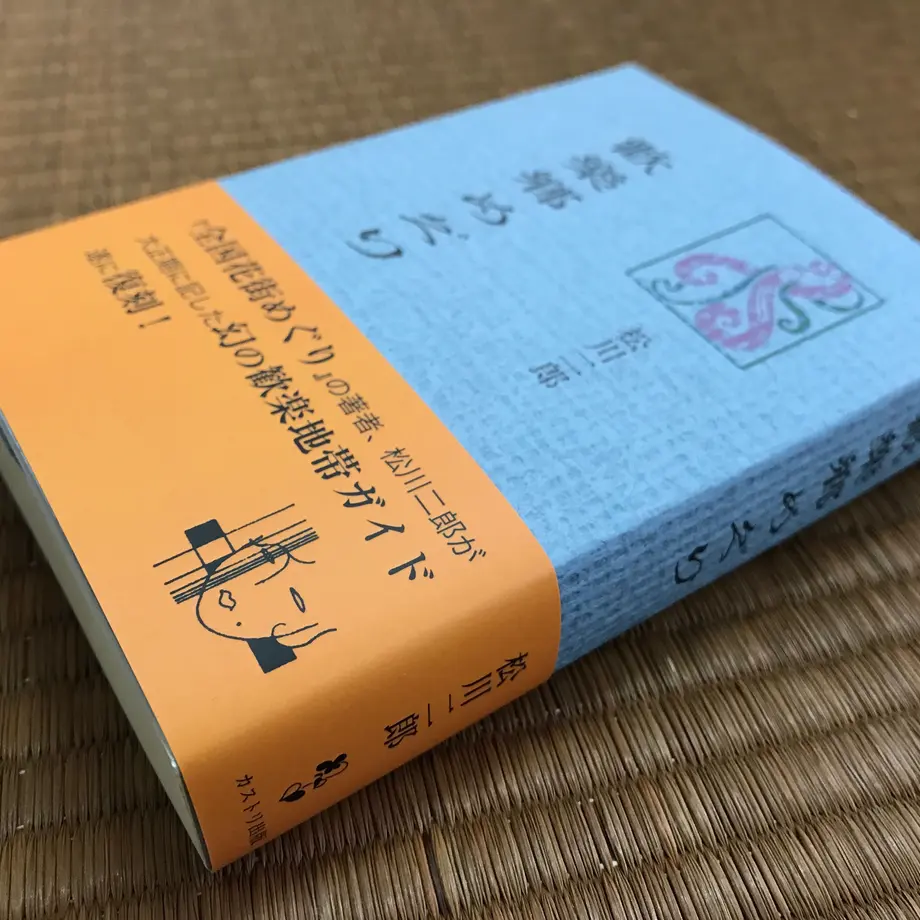 歓楽郷めぐり
松川二郎
『全国花街めぐり』の著者、松川二郎が
大正期に記した幻の歓楽地帯ガイド
遂に復刻！
歓楽郷めぐり
松川二郎
カストリ出版